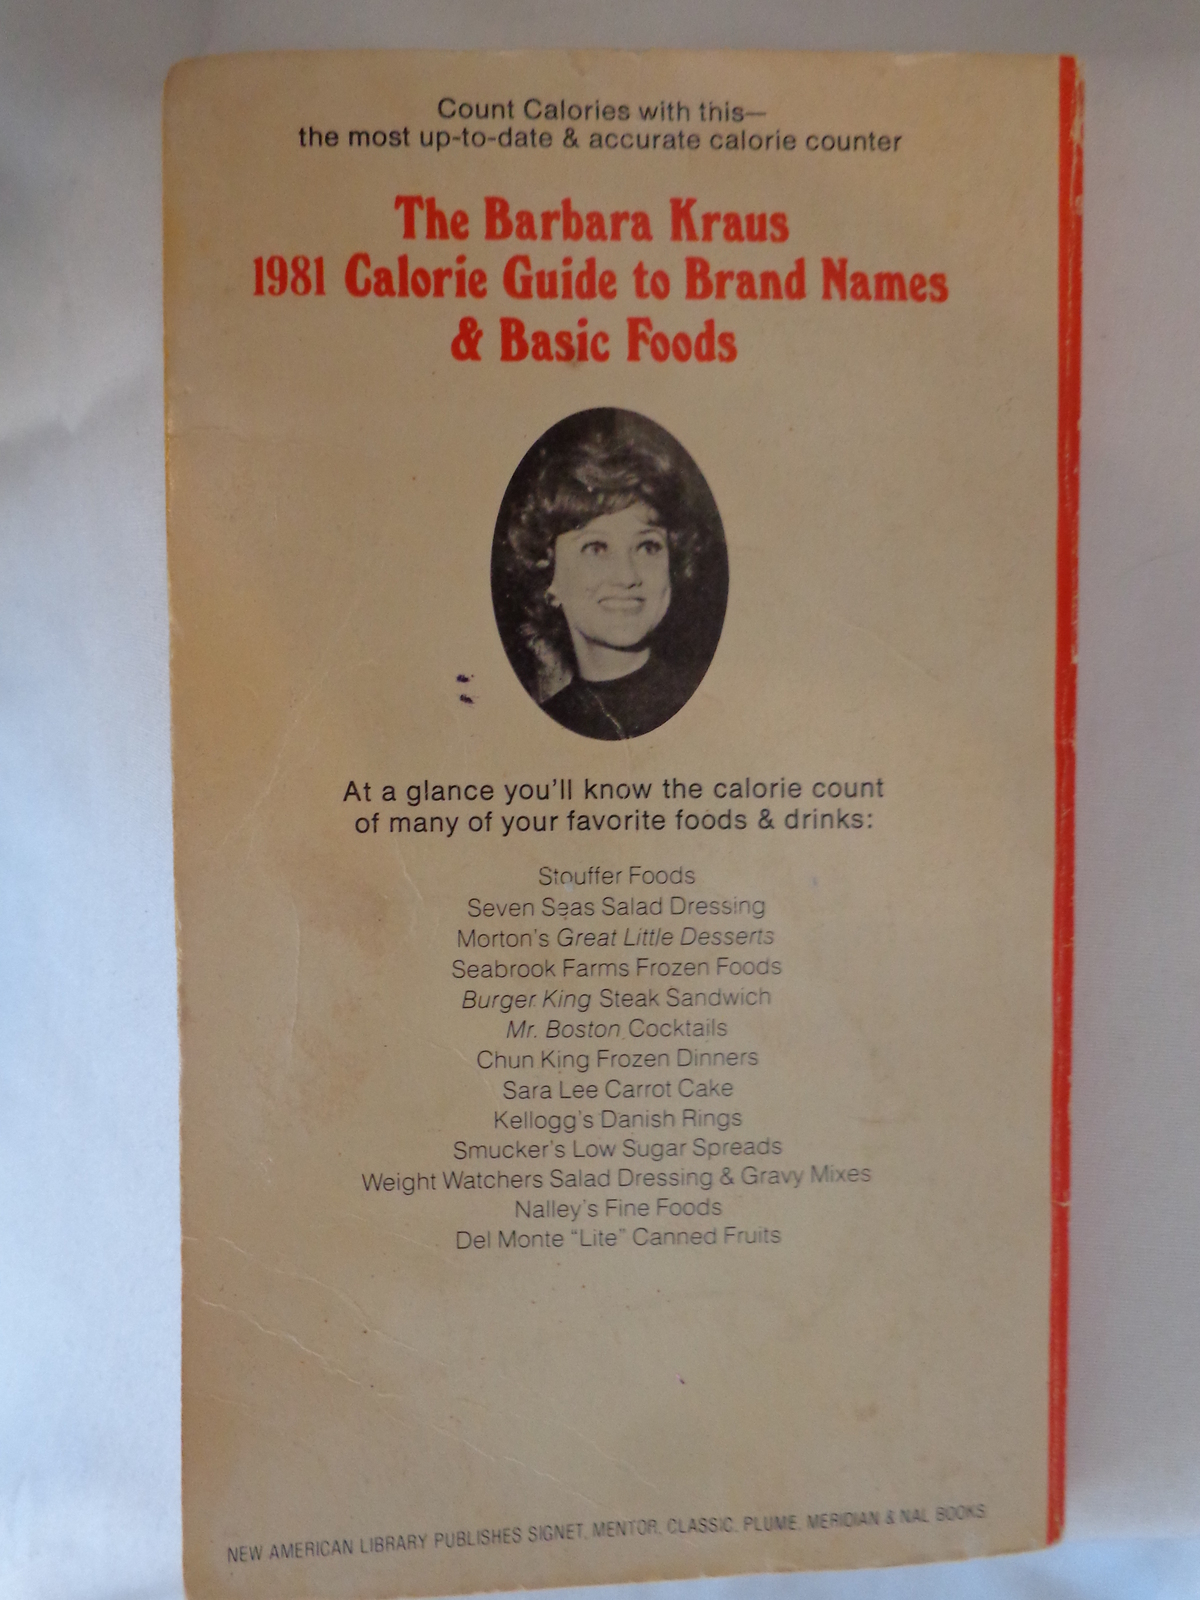 Count Calories with this—
the most up-to-date & accurate calorie counter
The Barbara Kraus
1981 Calorie Guide to Brand Names
& Basic Foods
At a glance you'll know the calorie count
of many of your favorite foods & drinks:
Stouffer Foods
Seven Seas Salad Dressing
Morton's Great Little Desserts
Seabrook Farms Frozen Foods
Burger King Steak Sandwich
Mr. Boston Cocktails
Chun King Frozen Dinners
Sara Lee Carrot Cake
Kellogg's Danish Rings
Smucker's Low Sugar Spreads
Weight Watchers Salad Dressing & Gravy Mixes
Nalley's Fine Foods
Del Monte "Lite" Canned Fruits
NEW AMERICAN LIBRARY PUBLISHES SIGNET, MENTOR, CLASSIC, PLUME, MERIDIAN & NAL BOOKS